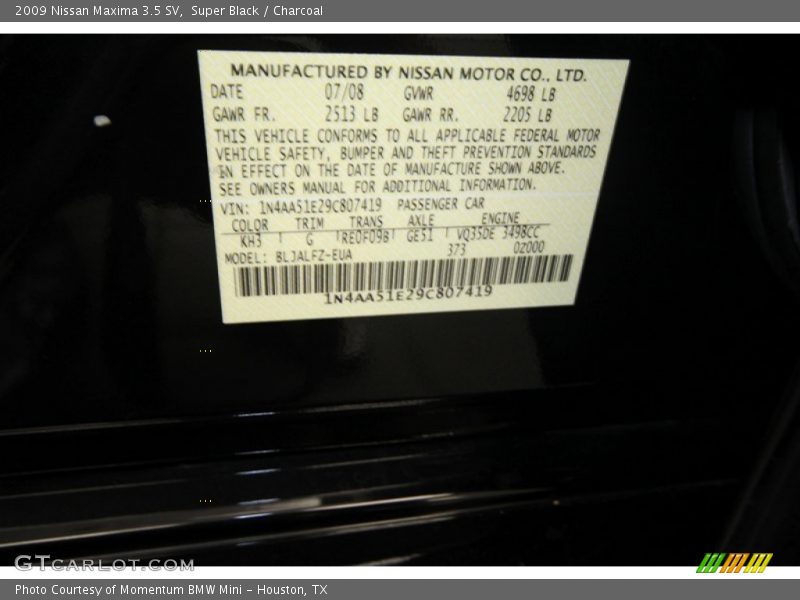 2009 Nissan Maxima 3.5 SV, Super Black / Charcoal
MANUFACTURED BY NISSAN MOTOR CO., LTD.
DATE 07/08 GVWR 4698 LB
GAWR FR. 2513 LB GAWR RR. 2205 LB
THIS VEHICLE CONFORMS TO ALL APPLICABLE FEDERAL MOTOR
VEHICLE SAFETY, BUMPER AND THEFT PREVENTION STANDARDS
IN EFFECT ON THE DATE OF MANUFACTURE SHOWN ABOVE.
SEE OWNERS MANUAL FOR ADDITIONAL INFORMATION.
VIN: 1N4AA51E29C807419 PASSENGER CAR
COLOR TRIM TRANS AXLE ENGINE
KH3 G RE0F09B GE51 VQ35DE 3498CC
MODEL: BLJALFZ-EUA 373 02000
1N4AA51E29C807419
GTCARLOT.COM
Photo Courtesy of Momentum BMW Mini - Houston, TX